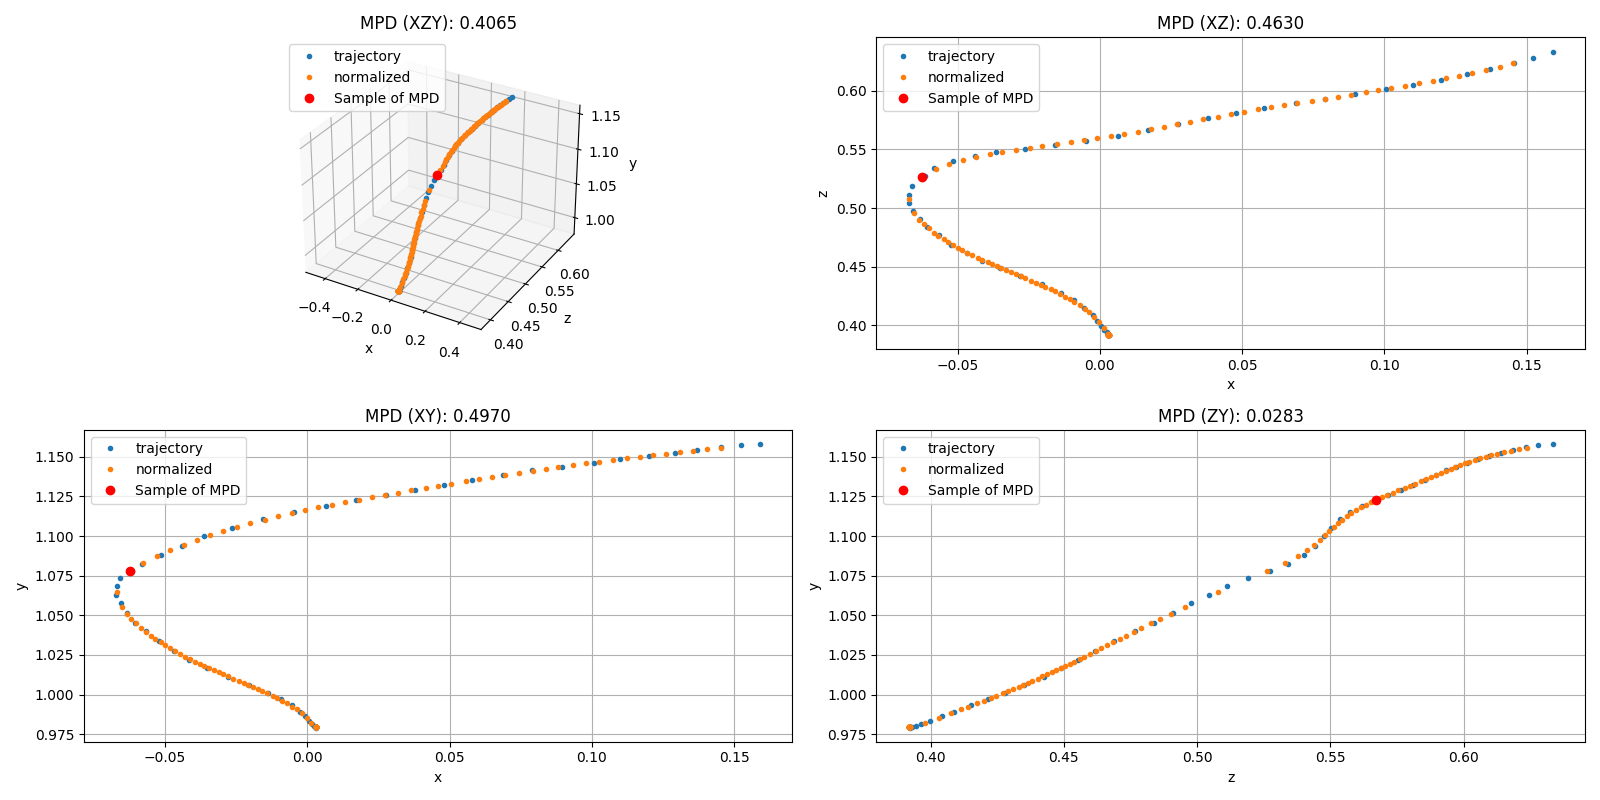 MPD (XZY): 0.4065
trajectory
normalized
Sample of MPD
1.15
1.10
1.05
1.00
y
0.60
0.55
0.50
0.45
0.40
z
−0.4
−0.2
0.0
0.2
0.4
x
MPD (XZ): 0.4630
trajectory
normalized
Sample of MPD
0.60
0.55
0.50
0.45
0.40
z
−0.05 0.00 0.05 0.10 0.15
x
MPD (XY): 0.4970
trajectory
normalized
Sample of MPD
1.150
1.125
1.100
1.075
1.050
1.025
1.000
0.975
y
−0.05 0.00 0.05 0.10 0.15
x
MPD (ZY): 0.0283
trajectory
normalized
Sample of MPD
1.150
1.125
1.100
1.075
1.050
1.025
1.000
0.975
y
0.40 0.45 0.50 0.55 0.60
z